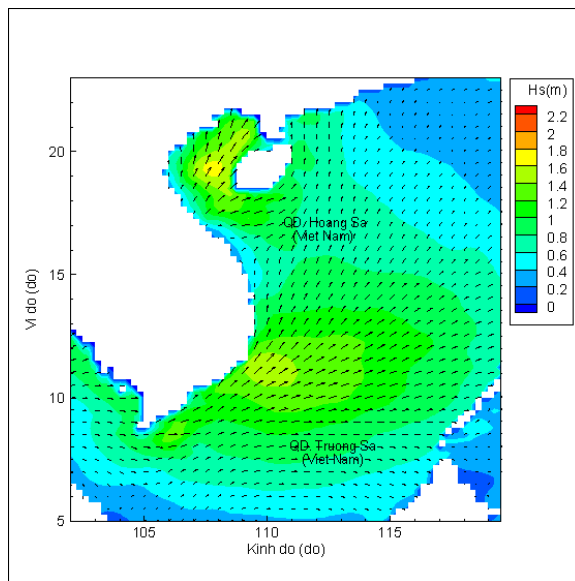 Hs(m)
2.2
2
1.8
1.6
1.4
1.2
1
0.8
0.6
0.4
0.2
0
20
15
10
5
Vi do (do)
QD. Hoang Sa
(Viet Nam)
QD. Truong Sa
(Viet Nam)
105
110
115
Kinh do (do)